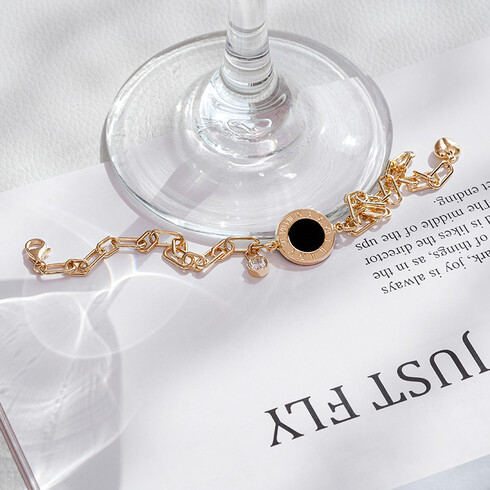 JUST FLY
joy is always
of things, as in the
is likes the director
The middle of the ups
ending.